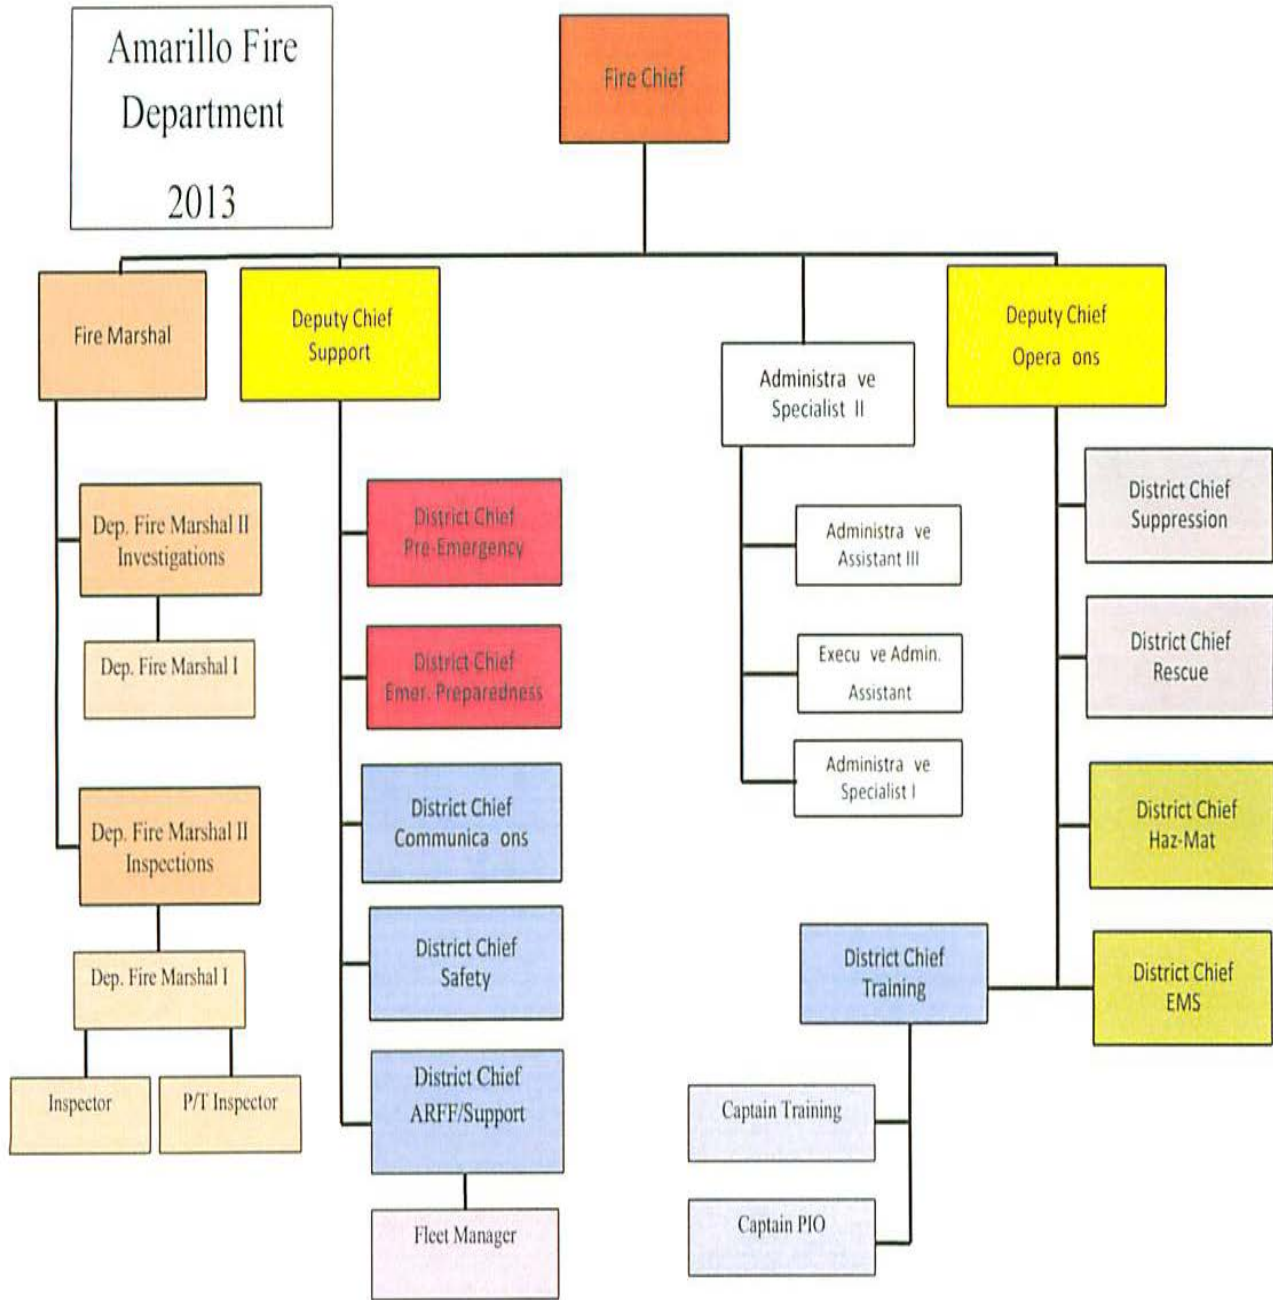 Amarillo Fire
Department
2013
Fire Chief
Fire Marshal
Deputy Chief
Support
Administra ve
Specialist II
Deputy Chief
Opera ons
Dep. Fire Marshal II
Investigations
Dep. Fire Marshal I
Dep. Fire Marshal II
Inspections
Dep. Fire Marshal I
Inspector
P/T Inspector
District Chief
Pre-Emergency
District Chief
Emer. Preparedness
District Chief
Communica ons
District Chief
Safety
District Chief
ARFF/Support
Fleet Manager
Administra ve
Assistant III
Execu ve Admin.
Assistant
Administra ve
Specialist I
District Chief
Suppression
District Chief
Rescue
District Chief
Haz-Mat
District Chief
EMS
District Chief
Training
Captain Training
Captain PIO